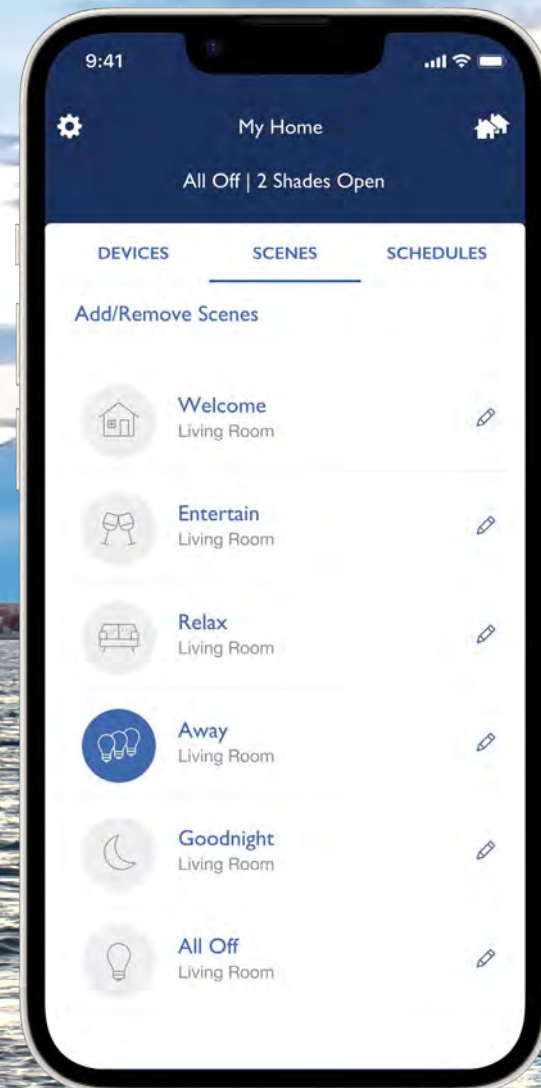 9:41
My Home
All Off | 2 Shades Open
DEVICES SCENES SCHEDULES
Add/Remove Scenes
Welcome
Living Room
Entertain
Living Room
Relax
Living Room
Away
Living Room
Goodnight
Living Room
All Off
Living Room